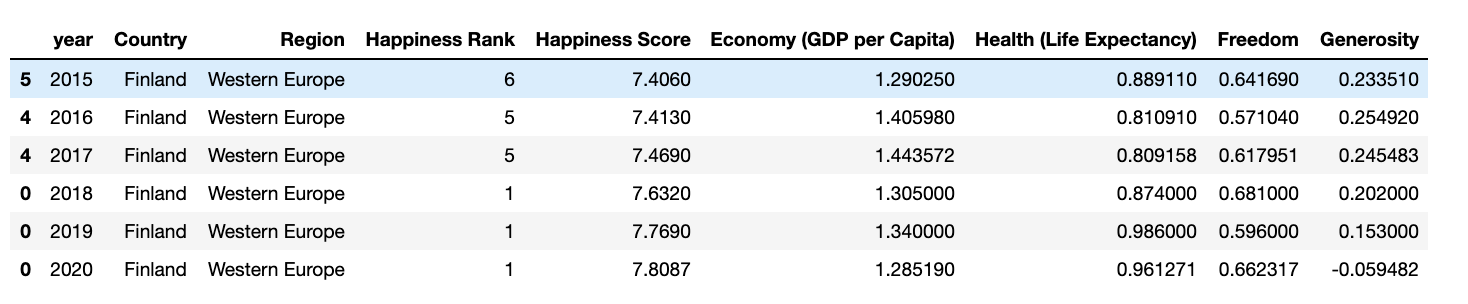 year Country Region Happiness Rank Happiness Score Economy (GDP per Capita) Health (Life Expectancy) Freedom Generosity
5 2015 Finland Western Europe 6 7.4060 1.290250 0.889110 0.641690 0.233510
4 2016 Finland Western Europe 5 7.4130 1.405980 0.810910 0.571040 0.254920
4 2017 Finland Western Europe 5 7.4690 1.443572 0.809158 0.617951 0.245483
0 2018 Finland Western Europe 1 7.6320 1.305000 0.874000 0.681000 0.202000
0 2019 Finland Western Europe 1 7.7690 1.340000 0.986000 0.596000 0.153000
0 2020 Finland Western Europe 1 7.8087 1.285190 0.961271 0.662317 -0.059482